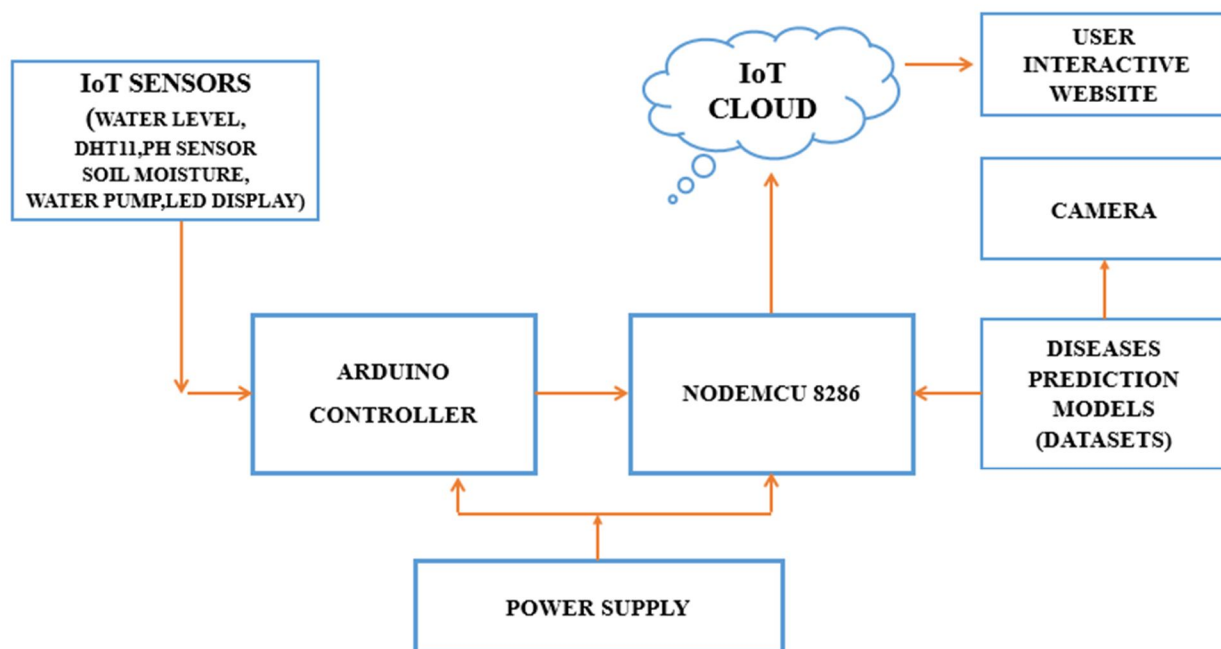 IoT SENSORS
(WATER LEVEL,
DHT11,PH SENSOR
SOIL MOISTURE,
WATER PUMP,LED DISPLAY)
IoT
CLOUD
USER
INTERACTIVE
WEBSITE
CAMERA
ARDUINO
CONTROLLER
NODEMCU 8286
DISEASES
PREDICTION
MODELS
(DATASETS)
POWER SUPPLY